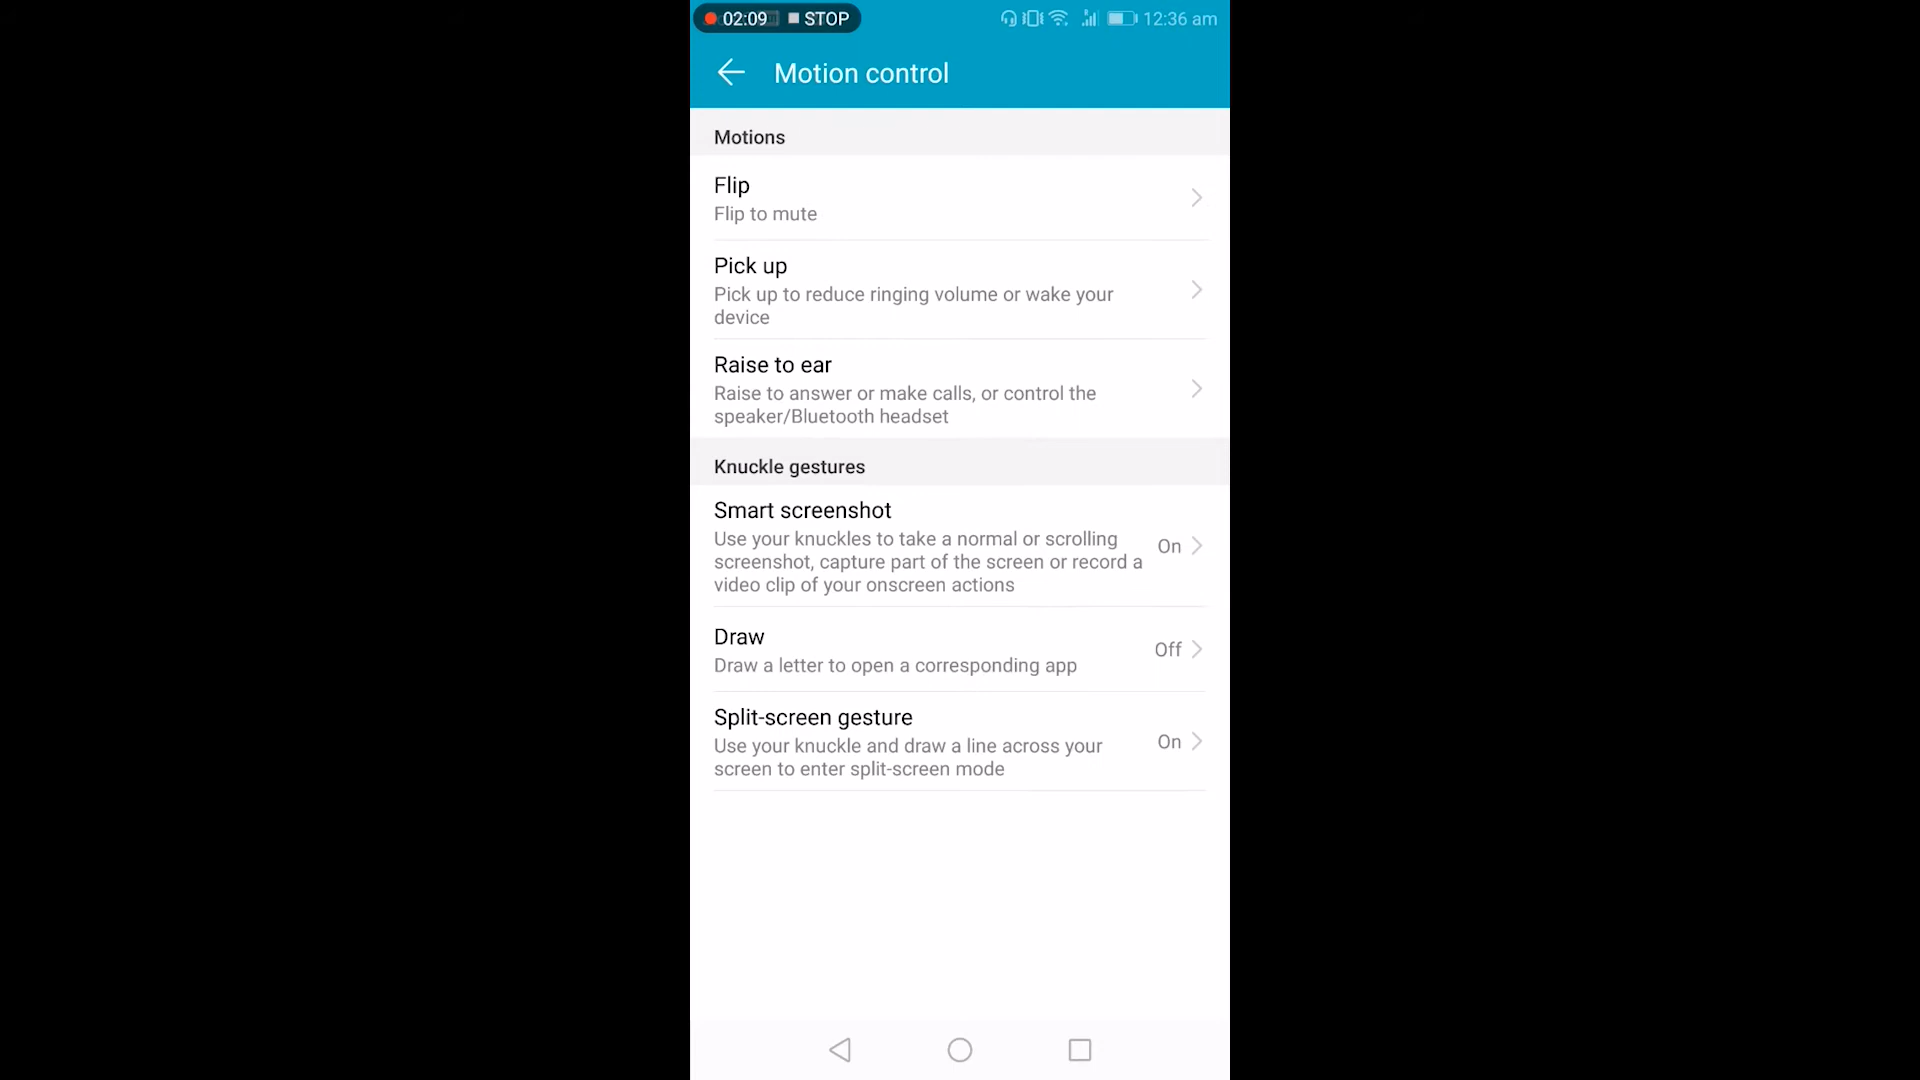 02:09 STOP 12:36 am
Motion control
Motions
Flip
Flip to mute
Pick up
Pick up to reduce ringing volume or wake your
device
Raise to ear
Raise to answer or make calls, or control the
speaker/Bluetooth headset
Knuckle gestures
Smart screenshot
Use your knuckles to take a normal or scrolling
screenshot, capture part of the screen or record a
video clip of your onscreen actions
On
Draw
Draw a letter to open a corresponding app
Off
Split-screen gesture
Use your knuckle and draw a line across your
screen to enter split-screen mode
On